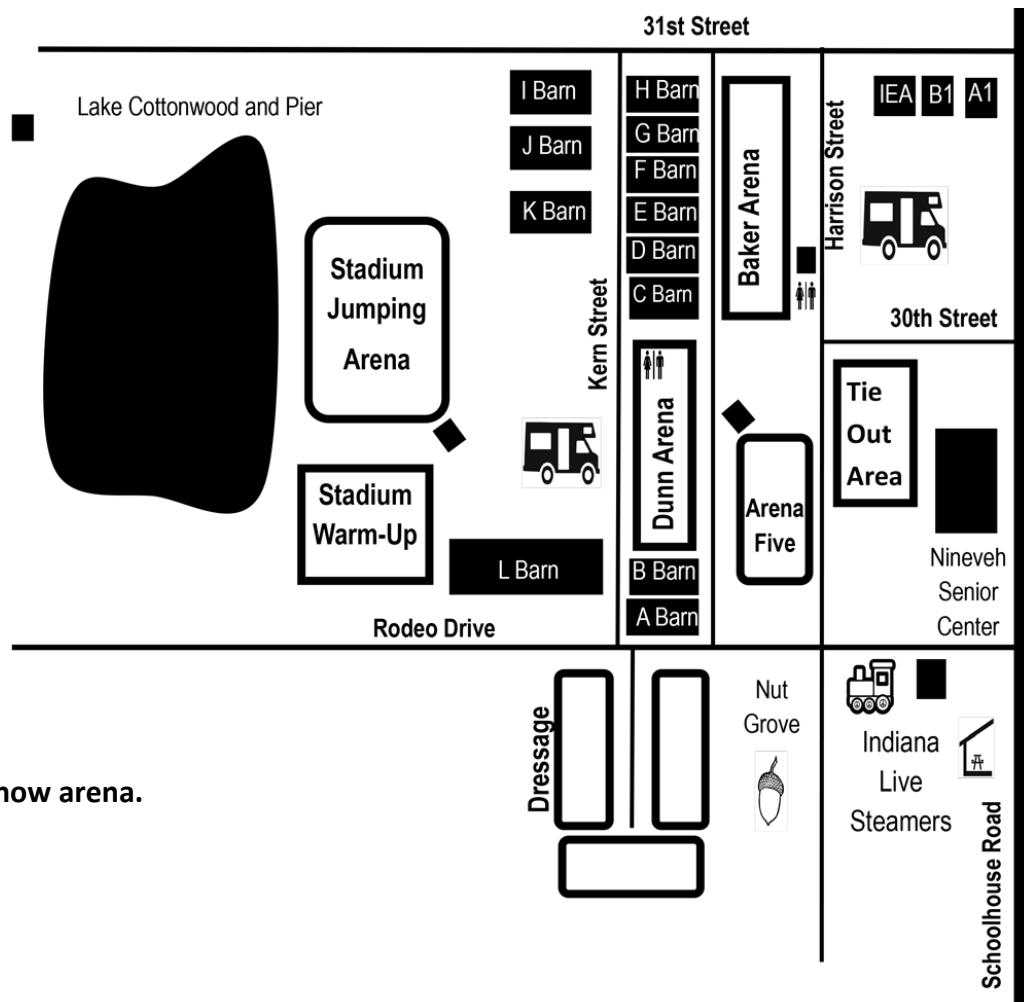 31st Street
Lake Cottonwood and Pier
I Barn
J Barn
K Barn
H Barn
G Barn
F Barn
E Barn
D Barn
C Barn
Baker Arena
Harrison Street
IEA
B1
A1
30th Street
Stadium
Jumping
Arena
Kern Street
Dunn Arena
Tie
Out
Area
Arena
Five
Stadium
Warm-Up
L Barn
B Barn
A Barn
Nineveh
Senior
Center
Rodeo Drive
Dressage
Nut
Grove
Indiana
Live
Steamers
Schoolhouse Road
arena.